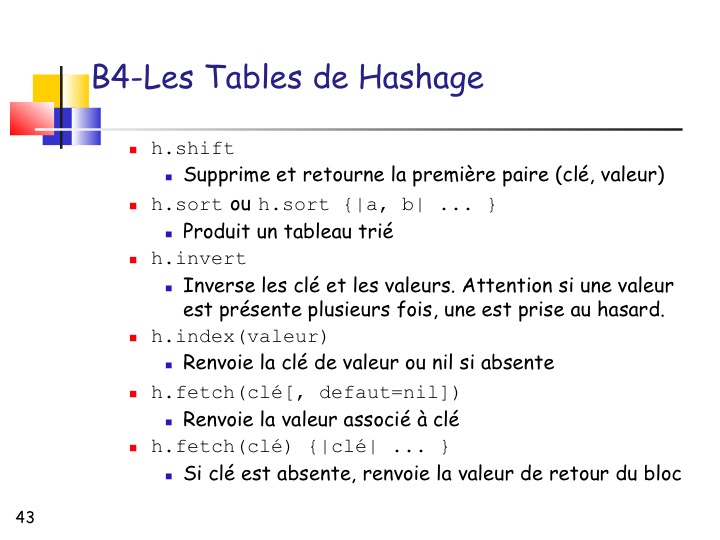 B4-Les Tables de Hashage
h.shift
Supprime et retourne la première paire (clé, valeur)
h.sort ou h.sort {|a, b| ... }
Produit un tableau trié
h.invert
Inverse les clé et les valeurs. Attention si une valeur
est présente plusieurs fois, une est prise au hasard.
h.index(valeur)
Renvoie la clé de valeur ou nil si absente
h.fetch(clé[, defaut=nil])
Renvoie la valeur associé à clé
h.fetch(clé) {|clé| ... }
Si clé est absente, renvoie la valeur de retour du bloc
43